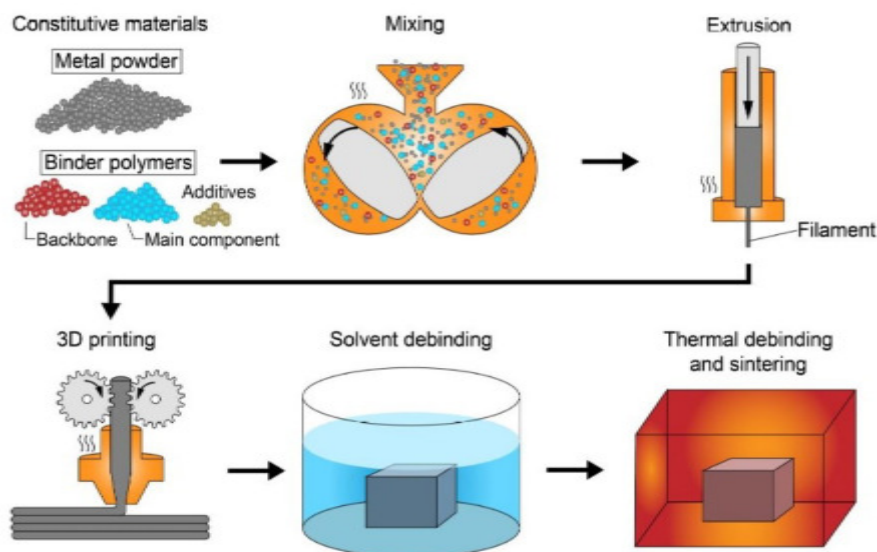 Constitutive materials
Metal powder
Binder polymers
Additives
Backbone
Main component
Mixing
Extrusion
Filament
3D printing
Solvent debinding
Thermal debinding
and sintering